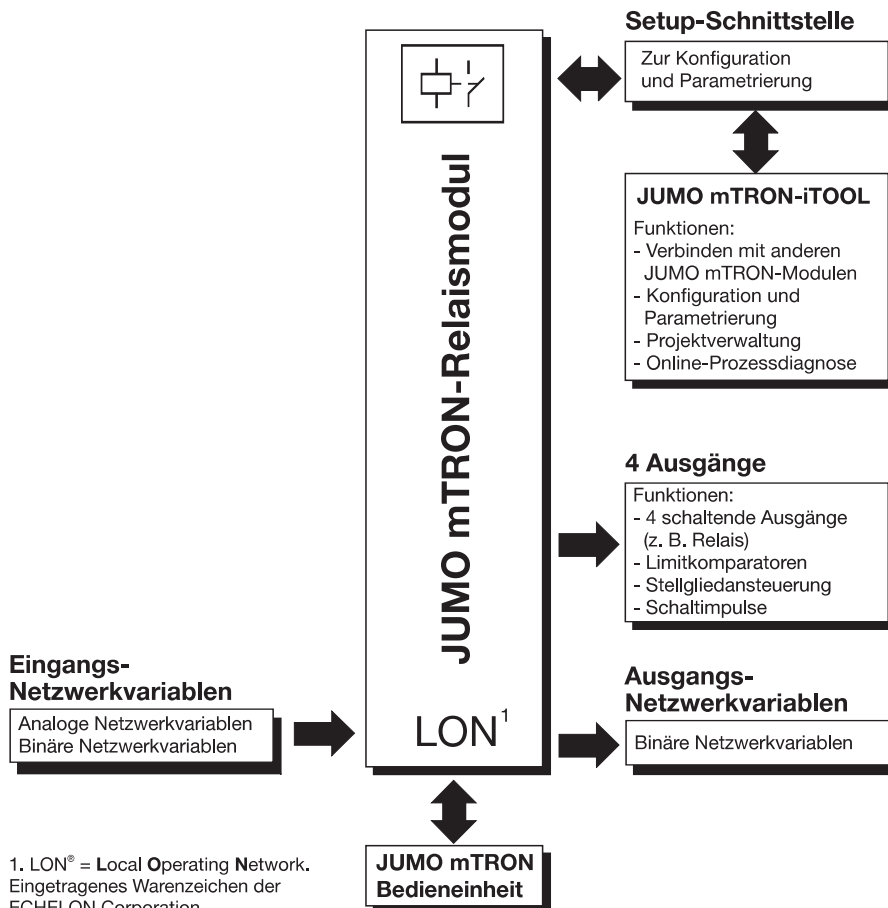 Setup-Schnittstelle
Zur Konfiguration
und Parametrierung
JUMO mTRON-iTOOL
Funktionen:
- Verbinden mit anderen
JUMO mTRON-Modulen
- Konfiguration und
Parametrierung
- Projektverwaltung
- Online-Prozessdiagnose
JUMO mTRON-Relaismodul
4 Ausgänge
Funktionen:
- 4 schaltende Ausgänge
(z. B. Relais)
- Limitkomparatoren
- Stellgliedansteuerung
- Schaltimpulse
Eingangs-
Netzwerkvariablen
Analoge Netzwerkvariablen
Binäre Netzwerkvariablen
LON¹
Ausgangs-
Netzwerkvariablen
Binäre Netzwerkvariablen
JUMO mTRON
Bedieneinheit
1. LON® = Local Operating Network.
Eingetragenes Warenzeichen der
ECHELON Corporation